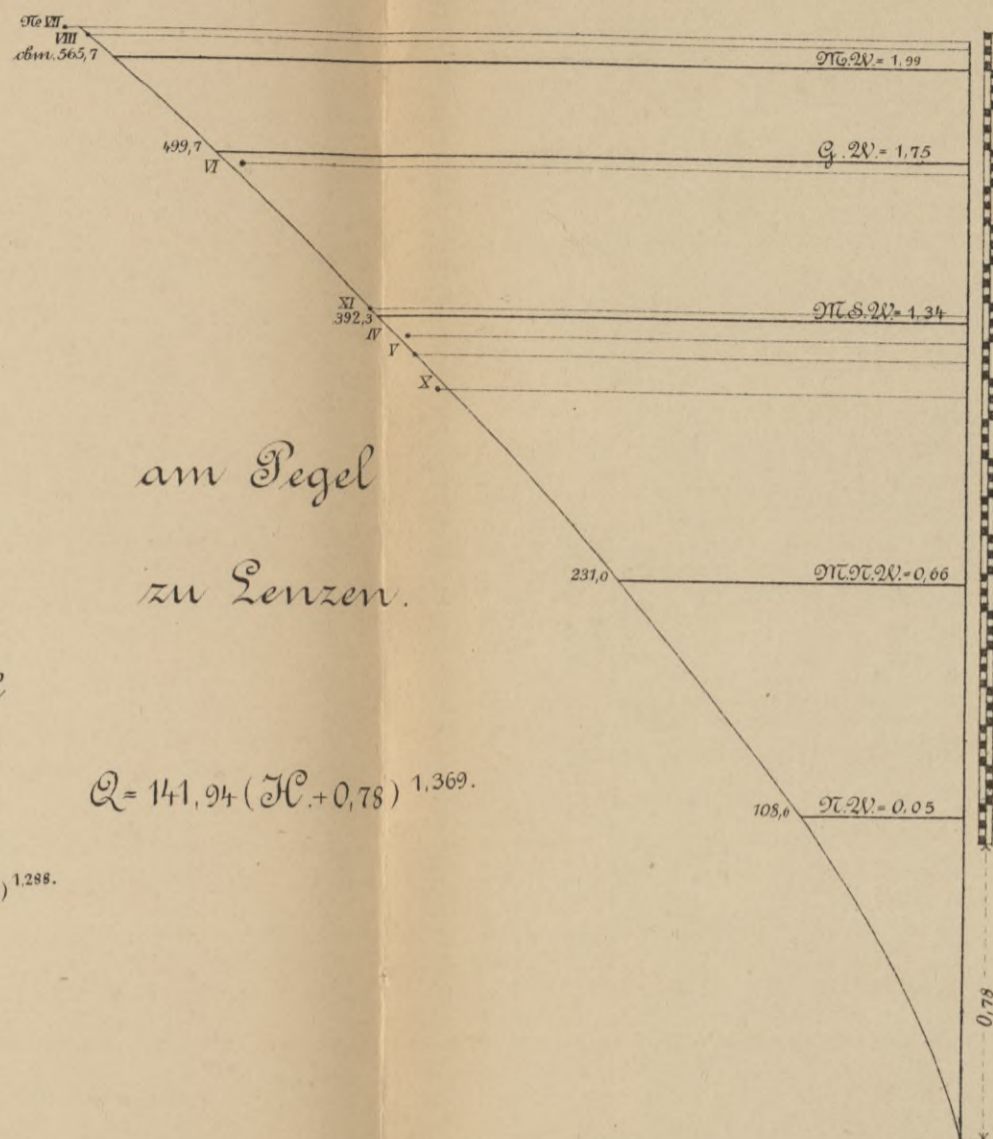 No VII
VIII
cbm. 565,7
M.W. = 1,99
499,7
G.W. = 1,75
VI
XI
392,3
M.S.W. = 1,34
IV
V
X
am Pegel
zu Lenzen.
231,0
M.N.W. = 0,66
Q = 141,94 (H. + 0,78) 1,369.
108,6
N.W. = 0,05
) 1,288.
0,78